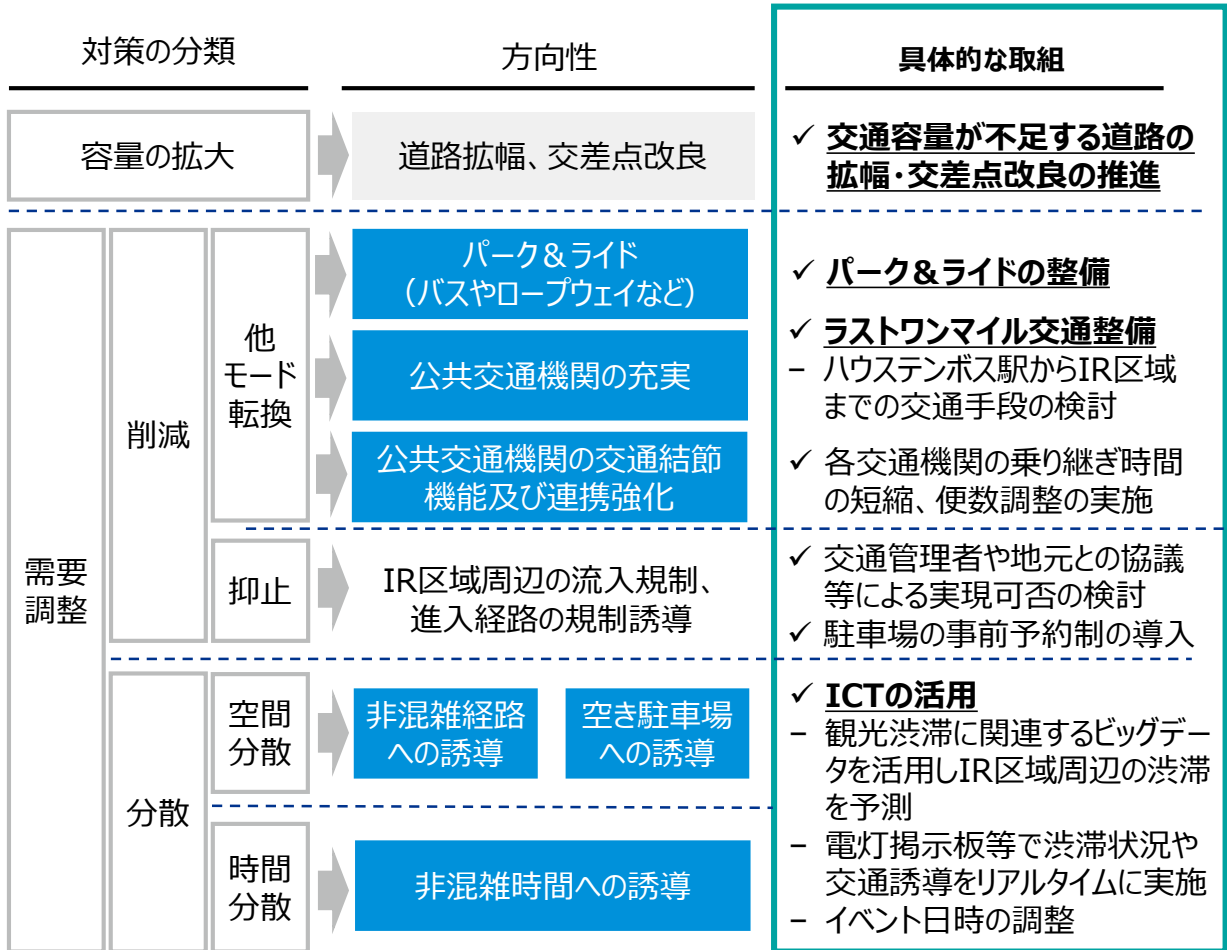 対策の分類
方向性
具体的な取組
容量の拡大
道路拡幅、交差点改良
✓ 交通容量が不足する道路の
拡幅・交差点改良の推進
需要
調整
削減
他
モード
転換
パーク＆ライド
（バスやロープウェイなど）
公共交通機関の充実
公共交通機関の交通結節
機能及び連携強化
✓ パーク＆ライドの整備
✓ ラストワンマイル交通整備
− ハウステンボス駅からIR区域
までの交通手段の検討
✓ 各交通機関の乗り継ぎ時間
の短縮、便数調整の実施
抑止
IR区域周辺の流入規制、
進入経路の規制誘導
✓ 交通管理者や地元との協議
等による実現可否の検討
✓ 駐車場の事前予約制の導入
分散
空間
分散
非混雑経路
への誘導
空き駐車場
への誘導
時間
分散
非混雑時間への誘導
✓ ICTの活用
− 観光渋滞に関連するビッグデー
タを活用しIR区域周辺の渋滞
を予測
− 電灯掲示板等で渋滞状況や
交通誘導をリアルタイムに実施
− イベント日時の調整